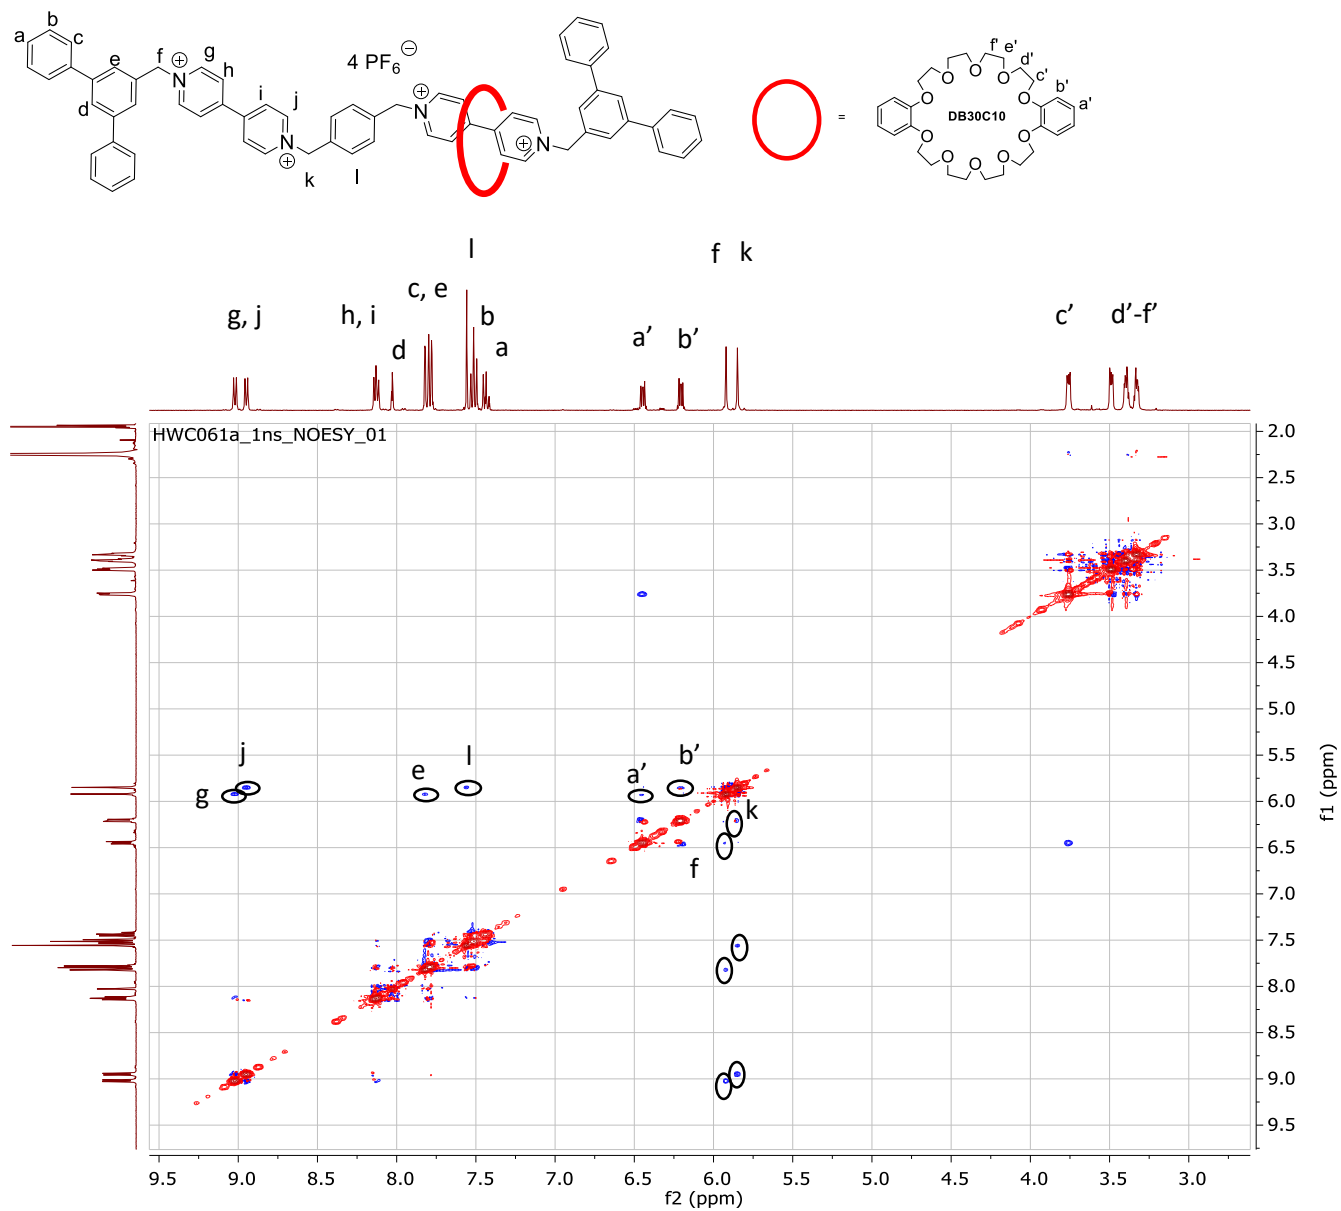 b
a
c
f
g
e
h
i
j
d
N
N
k
l
4 PF6 ⊖
N
N
=
f'
e'
d'
c'
b'
a'
O
O
O
O
O
O
O
O
O
O
DB30C10
l
f k
c, e
g, j
h, i
b
d
a
a’
b’
c’
d’-f’
HWC061a_1ns_NOESY_01
j
l
b’
e
a’
g
k
f
2.0
2.5
3.0
3.5
4.0
4.5
5.0
5.5
6.0
6.5
7.0
7.5
8.0
8.5
9.0
9.5
f1 (ppm)
9.5 9.0 8.5 8.0 7.5 7.0 6.5 6.0 5.5 5.0 4.5 4.0 3.5 3.0
f2 (ppm)